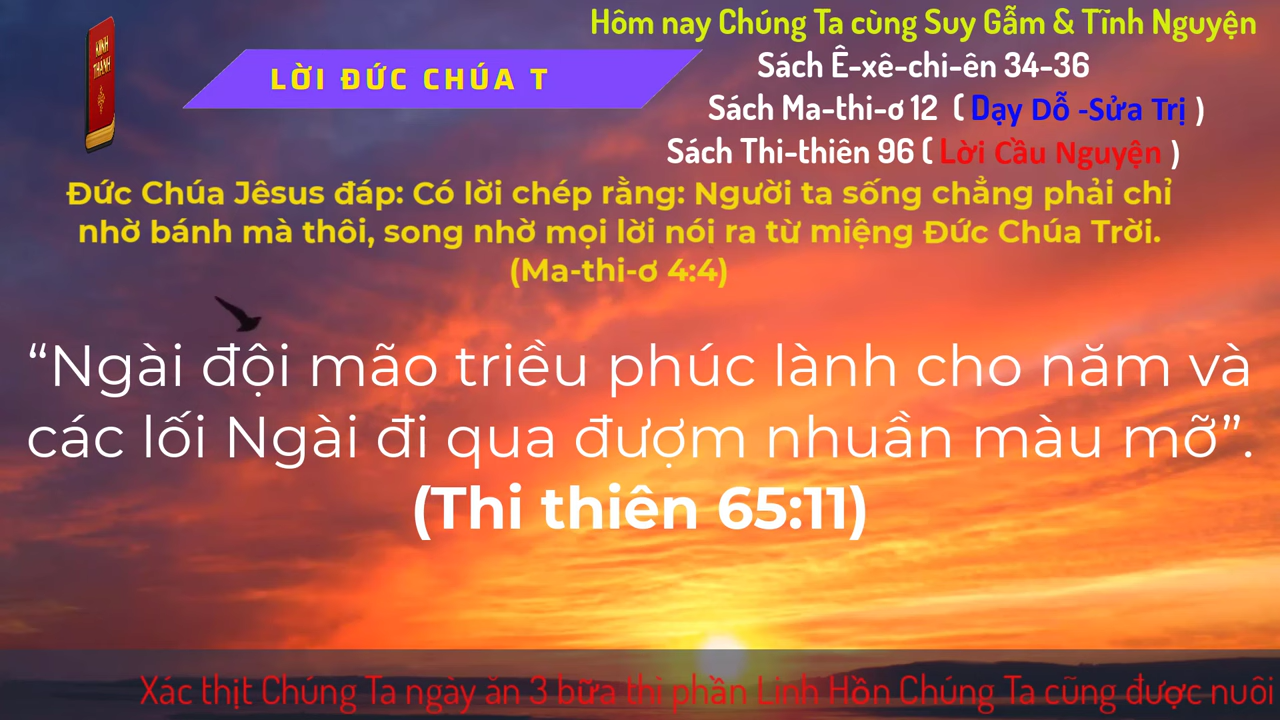 KINH
THÁNH
LỜI ĐỨC CHÚA T
Hôm nay Chúng Ta cùng Suy Gẫm & Tĩnh Nguyện
Sách Ê-xê-chi-ên 34-36
Sách Ma-thi-ơ 12 ( Dạy Dỗ -Sửa Trị )
Sách Thi-thiên 96 ( Lời Cầu Nguyện )
Đức Chúa Jêsus đáp: Có lời chép rằng: Người ta sống chẳng phải chỉ
nhờ bánh mà thôi, song nhờ mọi lời nói ra từ miệng Đức Chúa Trời.
(Ma-thi-ơ 4:4)
“Ngài đội mão triều phúc lành cho năm và
các lối Ngài đi qua đượm nhuần màu mỡ”.
(Thi thiên 65:11)
Xác thịt Chúng Ta ngày ăn 3 bữa thì phần Linh Hồn Chúng Ta cũng được nuôi